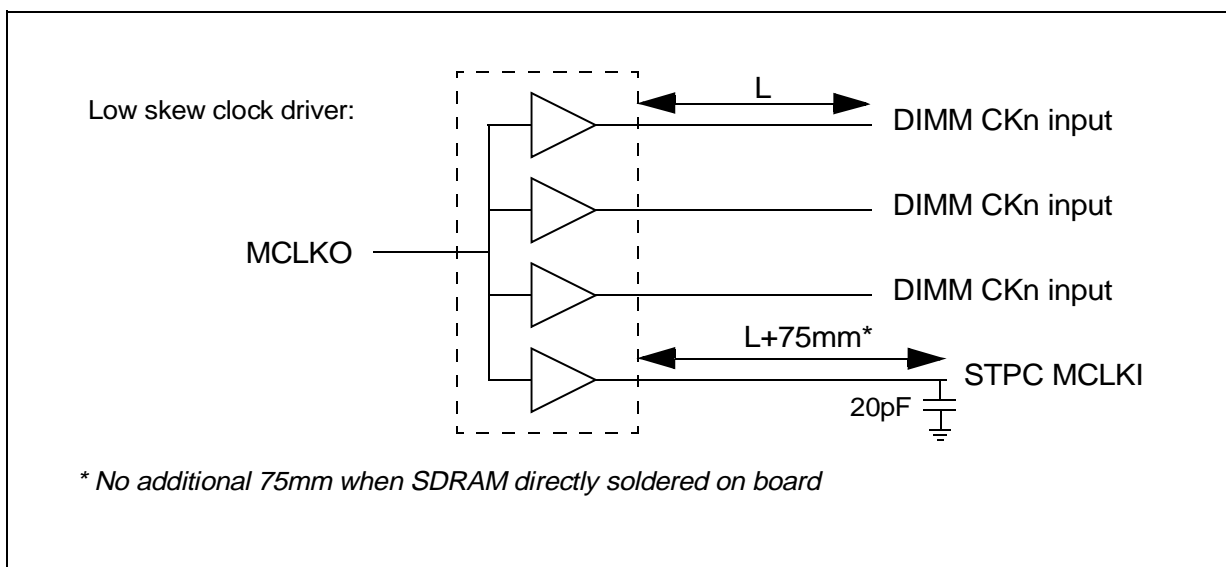 Low skew clock driver:
L
DIMM CKn input
DIMM CKn input
MCLKO
DIMM CKn input
L+75mm*
STPC MCLKI
20pF
* No additional 75mm when SDRAM directly soldered on board